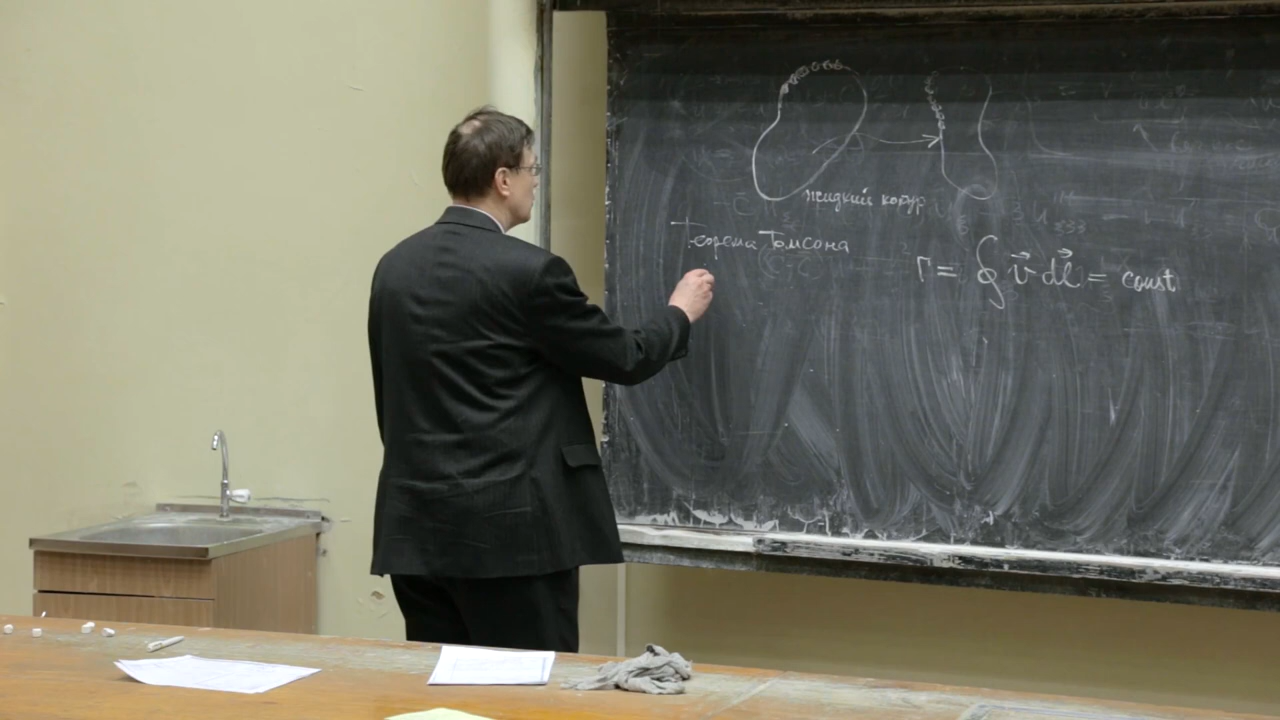 жидкий контур
Теорема Томсона
Γ = ∮ v⃗ dl⃗ = const